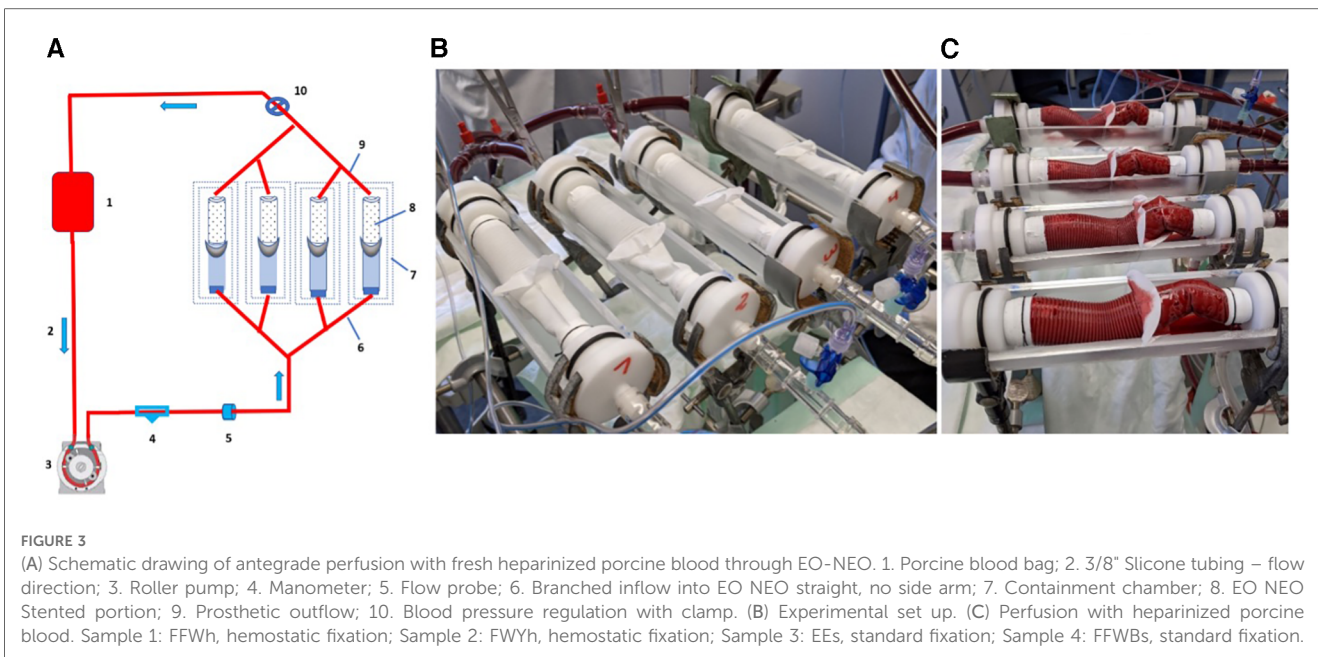 A
B
C
10
9
1
8
7
2
6
4
5
3
1
2
3
4
FIGURE 3
(A) Schematic drawing of antegrade perfusion with fresh heparinized porcine blood through EO-NEO. 1. Porcine blood bag; 2. 3/8" Slicone tubing – flow
direction; 3. Roller pump; 4. Manometer; 5. Flow probe; 6. Branched inflow into EO NEO straight, no side arm; 7. Containment chamber; 8. EO NEO
Stented portion; 9. Prosthetic outflow; 10. Blood pressure regulation with clamp. (B) Experimental set up. (C) Perfusion with heparinized porcine
blood. Sample 1: FFWh, hemostatic fixation; Sample 2: FWYh, hemostatic fixation; Sample 3: EEs, standard fixation; Sample 4: FFWBs, standard fixation.